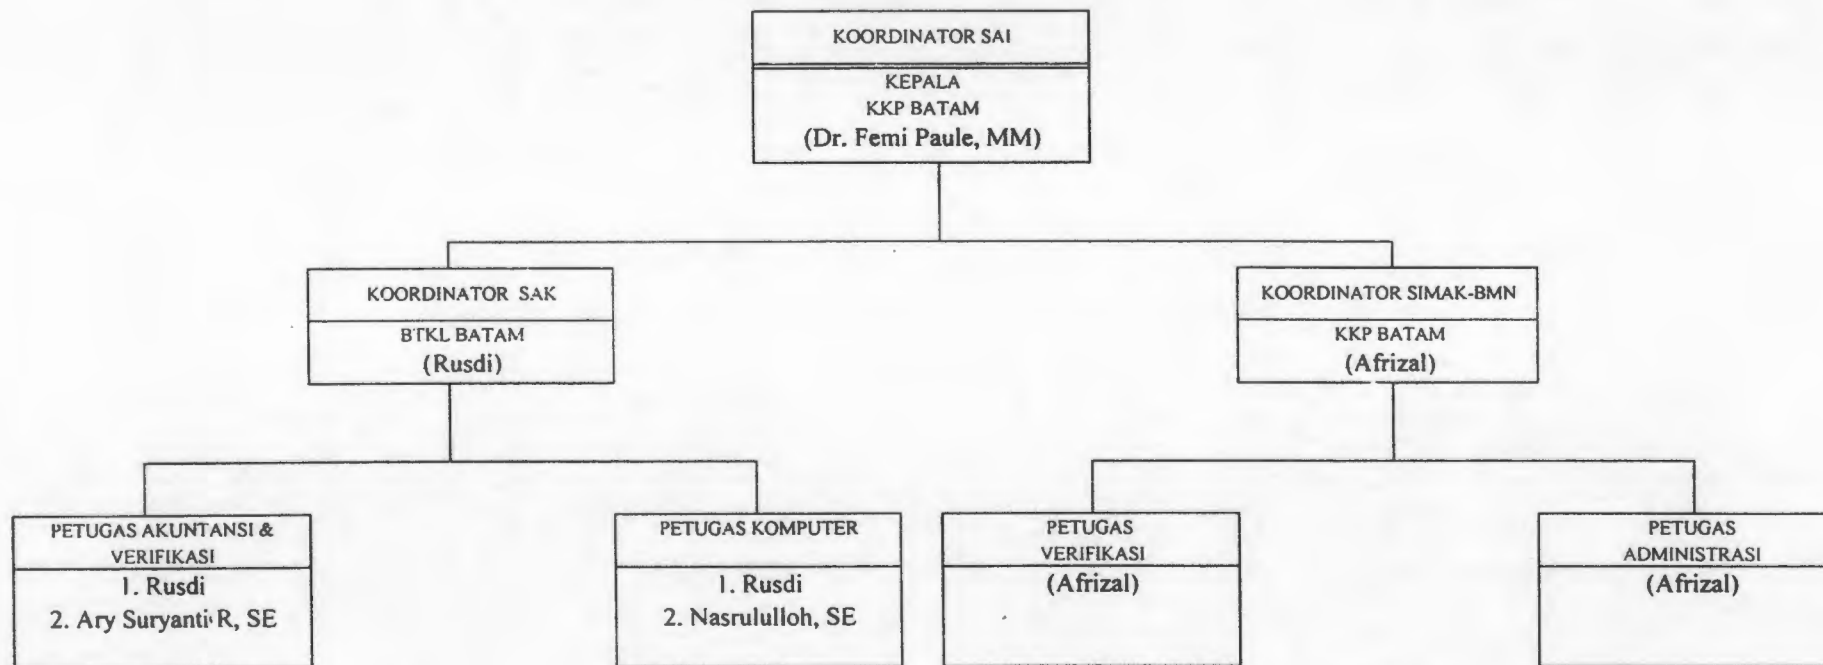 KOORDINATOR SAI
KEPALA
KKP BATAM
(Dr. Femi Paule, MM)
KOORDINATOR SAK
BTKL BATAM
(Rusdi)
KOORDINATOR SIMAK-BMN
KKP BATAM
(Afrizal)
PETUGAS AKUNTANSI &
VERIFIKASI
1. Rusdi
2. Ary Suryanti R, SE
PETUGAS KOMPUTER
1. Rusdi
2. Nasrululloh, SE
PETUGAS
VERIFIKASI
(Afrizal)
PETUGAS
ADMINISTRASI
(Afrizal)